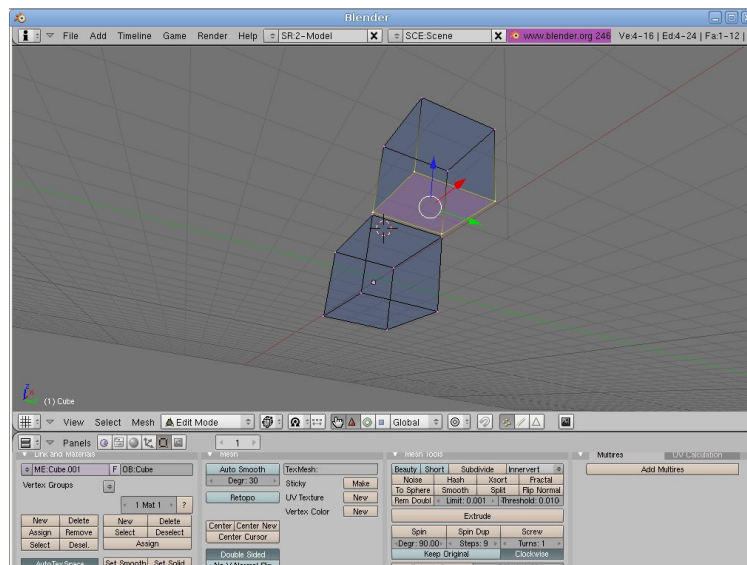 Blender
File Add Timeline Game Render Help SR:2-Model X SCE:Scene X www.blender.org 246 Ve:4-16 | Ed:4-24 | Fa:1-12 |
(1) Cube
View Select Mesh Edit Mode Global
Panels 1
Link and Materials
ME:Cube.001 F OB:Cube
Vertex Groups
1 Mat 1 ?
New Delete New Delete
Assign Remove Select Deselect
Select Desel. Assign
AutoTexSpace Set Smooth Set Solid
Mesh
Auto Smooth TexMesh:
Degr: 30 Sticky Make
Retopo UV Texture New
Vertex Color New
Center Center New
Center Cursor
Double Sided
No V.Normal Flip
Mesh Tools
Beauty Short Subdivide Innervert
Noise Hash Xsort Fractal
To Sphere Smooth Split Flip Normal
Rem Doubl Limit: 0.001 Threshold: 0.010
Extrude
Spin Spin Dup Screw
Degr: 90.00 Steps: 9 Turns: 1
Keep Original Clockwise
Multires UV Calculation
Add Multires